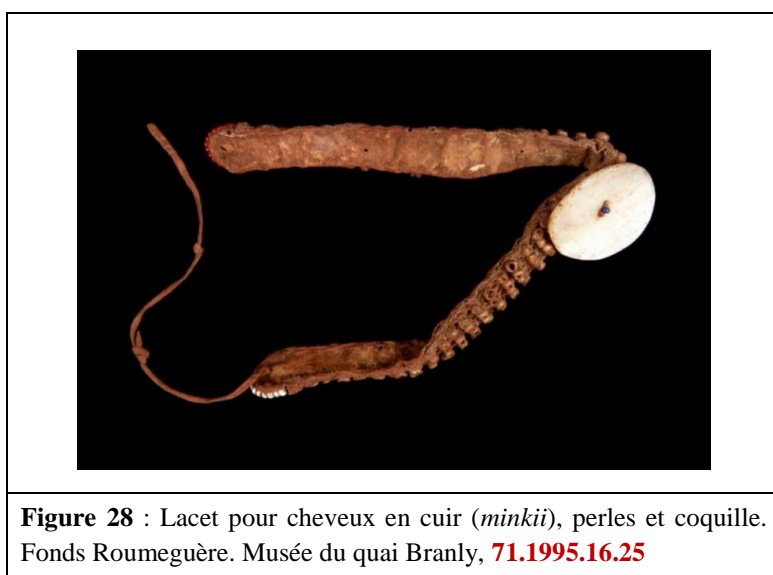 Figure 28 : Lacet pour cheveux en cuir (minkii), perles et coquille.
Fonds Roumeguère. Musée du quai Branly, 71.1995.16.25